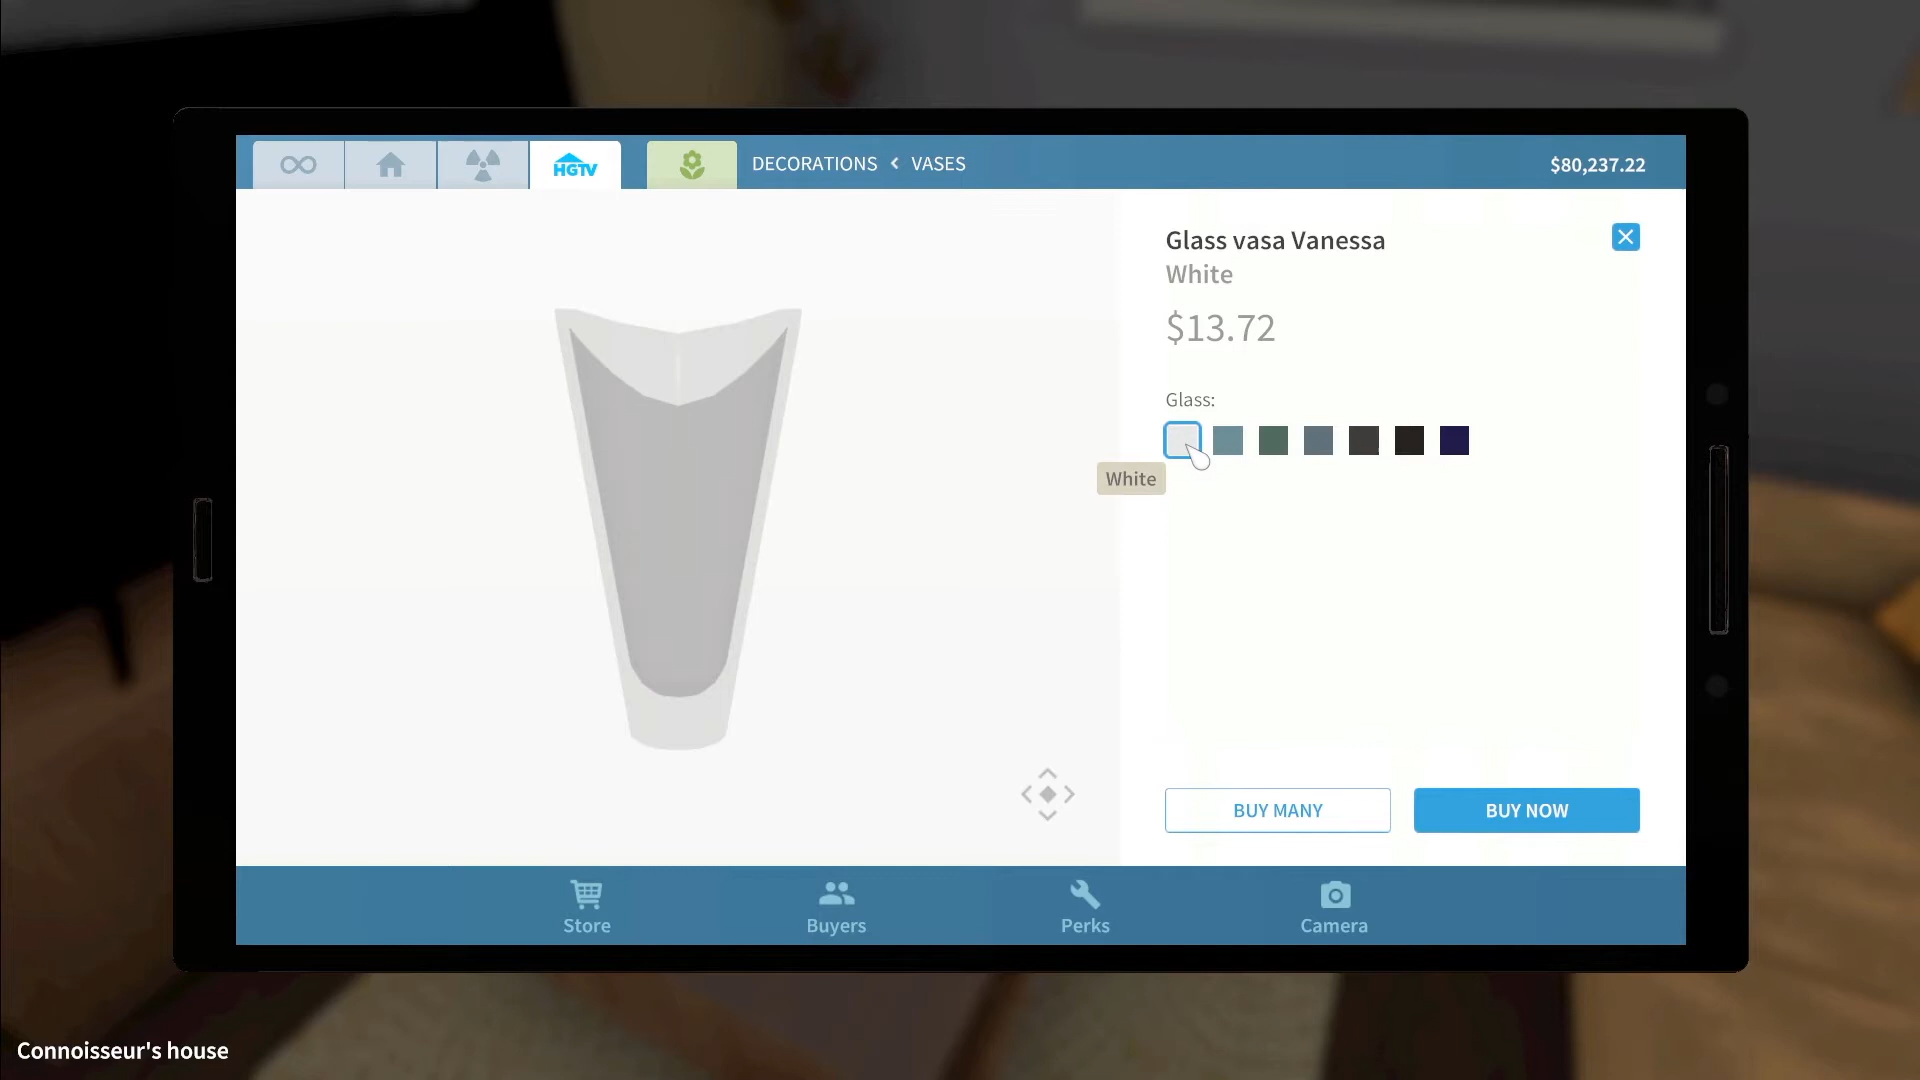 HGTV
DECORATIONS < VASES
$80,237.22
Glass vasa Vanessa
White
$13.72
Glass:
White
BUY MANY
BUY NOW
Store
Buyers
Perks
Camera
Connoisseur's house